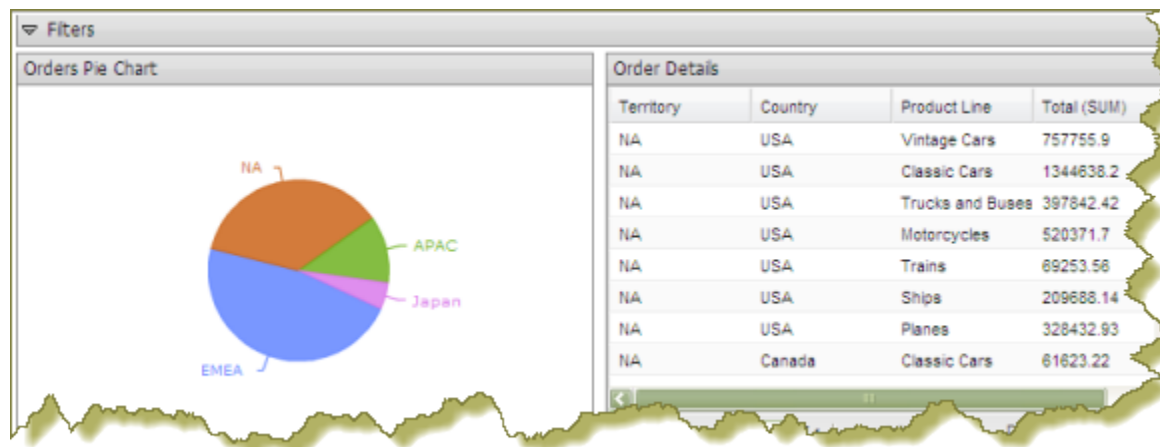 Filters
Orders Pie Chart
NA
APAC
Japan
EMEA
Order Details
Territory Country Product Line Total (SUM)
NA USA Vintage Cars 757755.9
NA USA Classic Cars 1344638.2
NA USA Trucks and Buses 397842.42
NA USA Motorcycles 520371.7
NA USA Trains 69253.56
NA USA Ships 209688.14
NA USA Planes 328432.93
NA Canada Classic Cars 61623.22